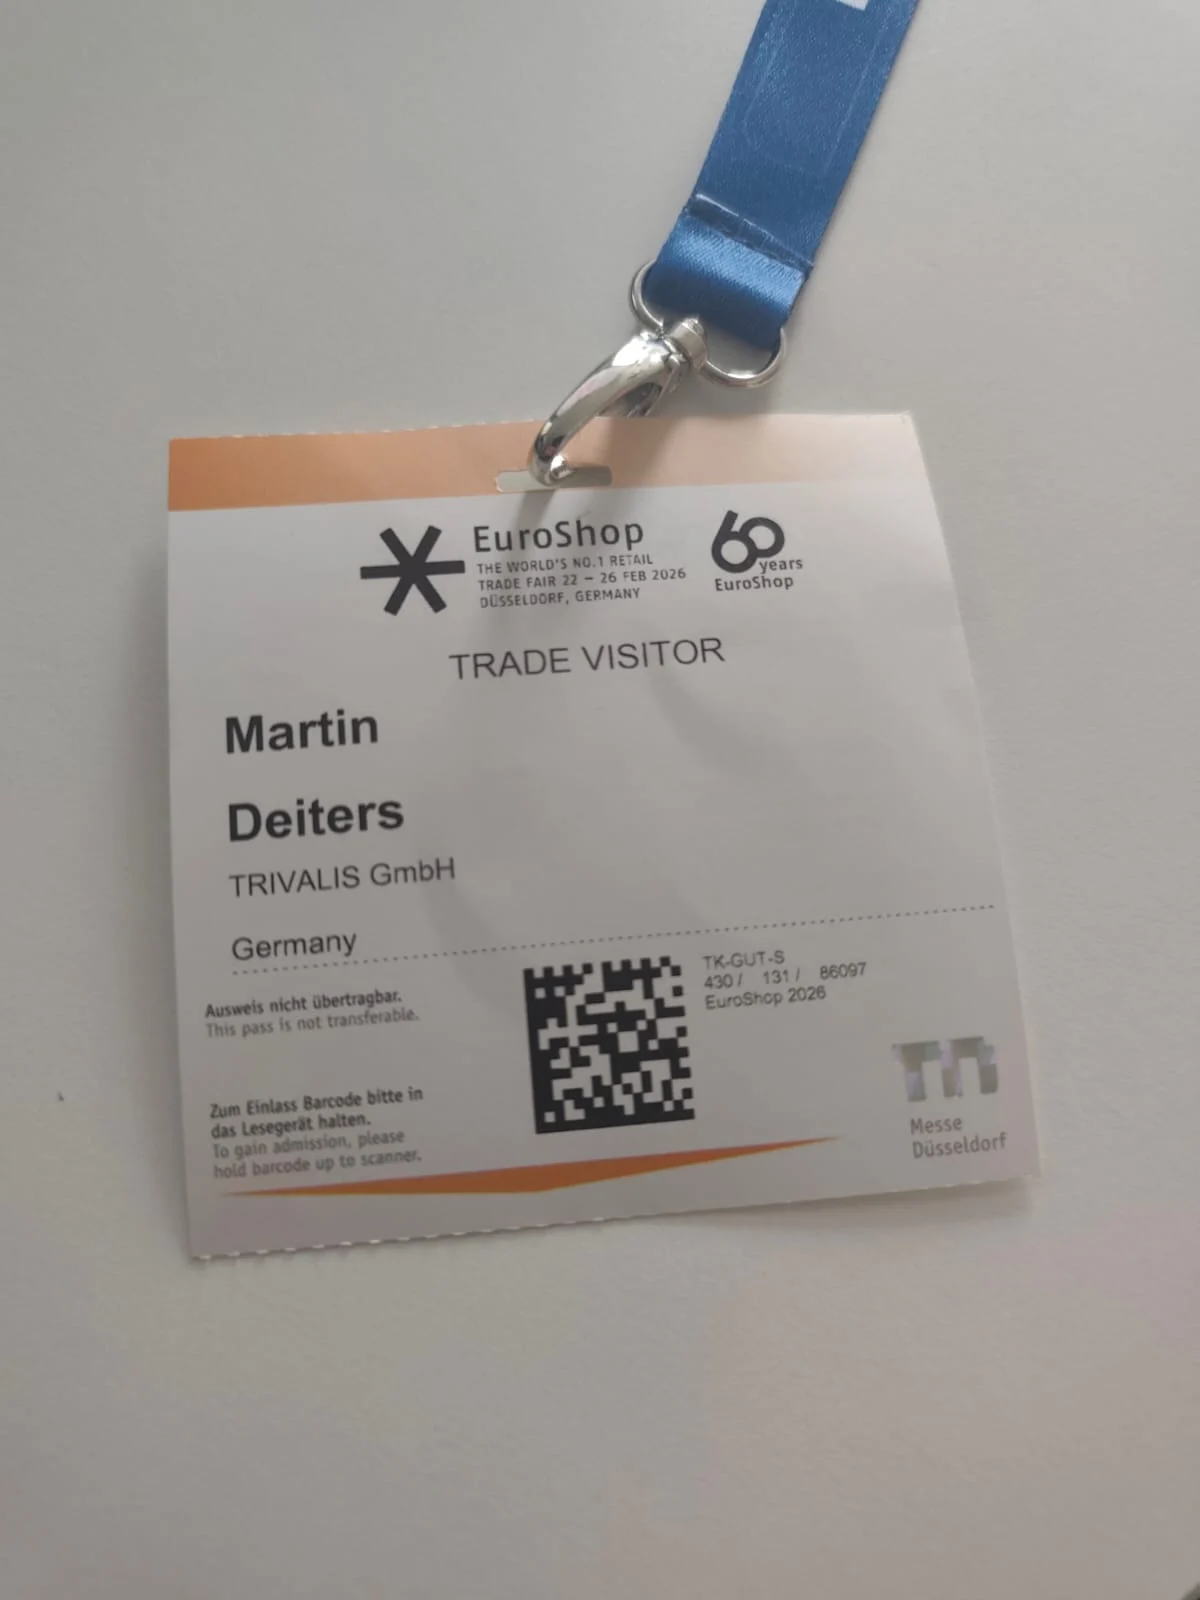 EuroShop
THE WORLD'S NO.1 RETAIL
TRADE FAIR 22 – 26 FEB 2026
DÜSSELDORF, GERMANY
60
years
EuroShop
TRADE VISITOR
Martin
Deiters
TRIVALIS GmbH
Germany
Ausweis nicht übertragbar.
This pass is not transferable.
Zum Einlass Barcode bitte in
das Lesegerät halten.
To gain admission, please
hold barcode up to scanner.
TK-GUT-S
430 / 131 / 86097
EuroShop 2026
Messe
Düsseldorf